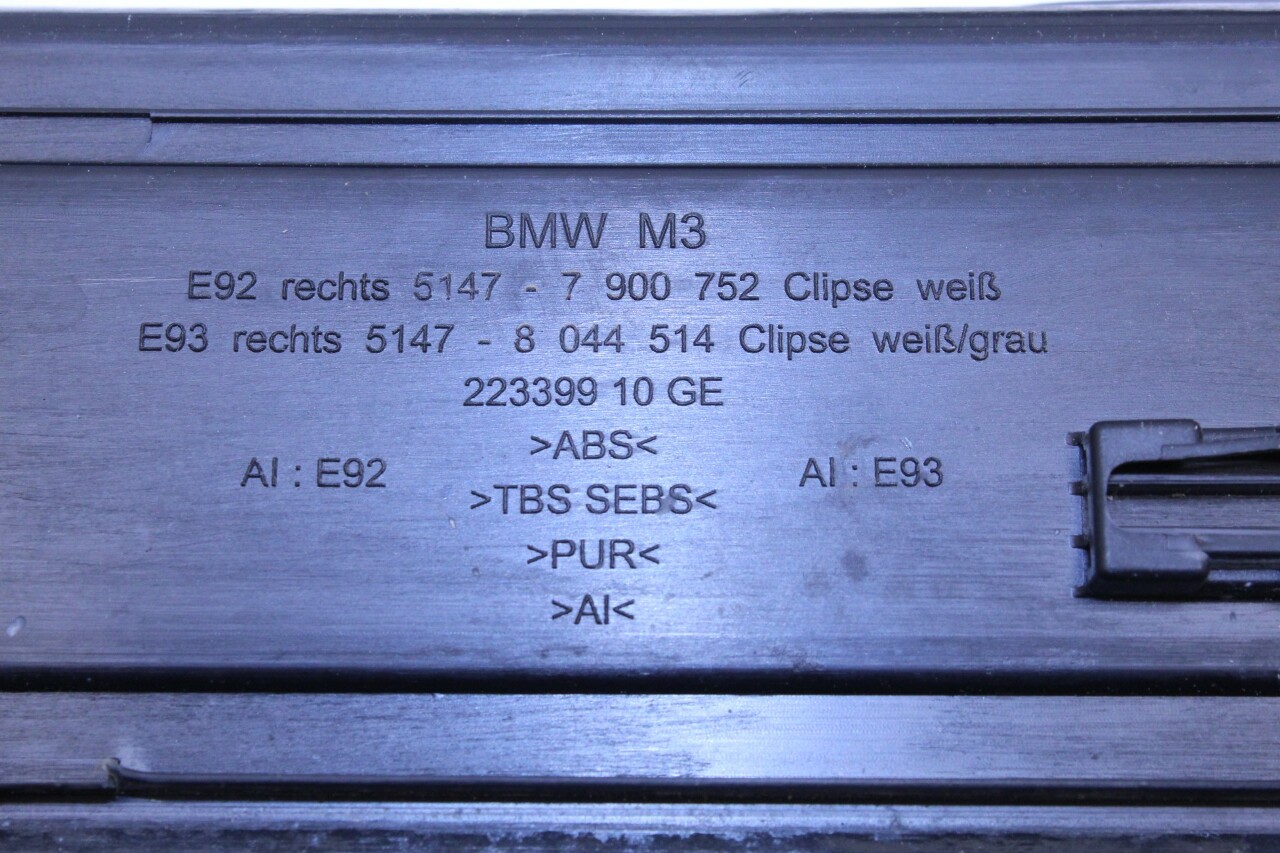 BMW M3
E92 rechts 5147 - 7 900 752 Clipse weiß
E93 rechts 5147 - 8 044 514 Clipse weiß/grau
223399 10 GE
>ABS<
AI : E92
AI : E93
>TBS SEBS<
>PUR<
>AI<